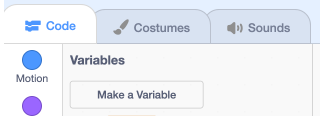 Code Costumes Sounds
Variables
Motion
Make a Variable